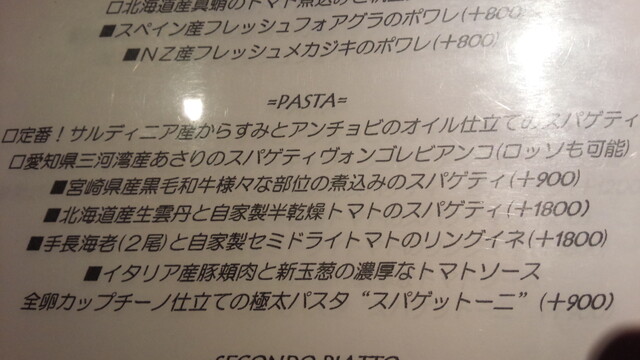 □北海道産真蛸のトマト煮込み
■スペイン産フレッシュフォアグラのポワレ(+800
■NZ産フレッシュメカジキのポワレ(+800)
=PASTA=
□定番！サルディニア産からすみとアンチョビのオイル仕立てのスパゲティ
□愛知県三河湾産あさりのスパゲティヴォンゴレビアンコ(ロッソも可能)
■宮崎県産黒毛和牛様々な部位の煮込みのスパゲティ(+900)
■北海道産生雲丹と自家製半乾燥トマトのスパゲティ(+1800)
■手長海老(2尾)と自家製セミドライトマトのリングイネ(+1800)
■イタリア産豚頬肉と新玉葱の濃厚なトマトソース
全卵カップチーノ仕立ての極太パスタ“スパゲットーニ”(+900)
SECONDO PIATTO